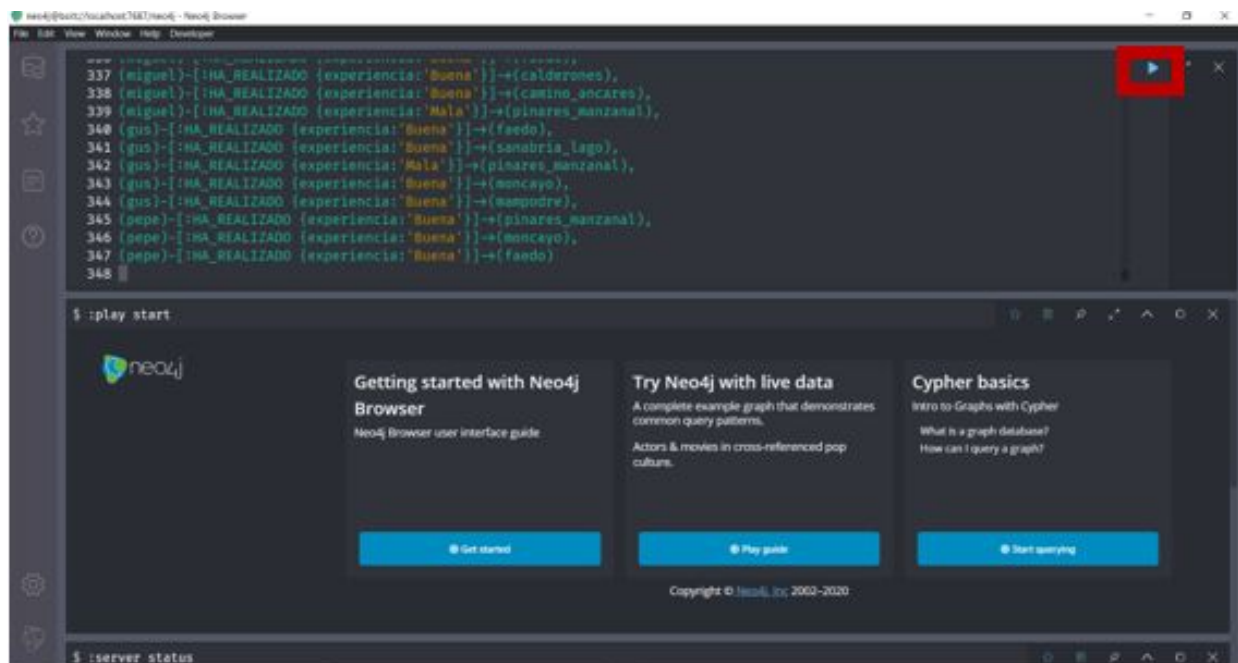 neo4j@bolt://localhost:7687/neo4j - Neo4j Browser
File Edit View Window Help Developer
337 (miguel)-[:HA_REALIZADO {experiencia:'Buena'}]→(calderones),
338 (miguel)-[:HA_REALIZADO {experiencia:'Buena'}]→(camino_ancares),
339 (miguel)-[:HA_REALIZADO {experiencia:'Mala'}]→(pinares_manzanal),
340 (gus)-[:HA_REALIZADO {experiencia:'Buena'}]→(faedo),
341 (gus)-[:HA_REALIZADO {experiencia:'Buena'}]→(sanabria_lago),
342 (gus)-[:HA_REALIZADO {experiencia:'Mala'}]→(pinares_manzanal),
343 (gus)-[:HA_REALIZADO {experiencia:'Buena'}]→(moncayo),
344 (gus)-[:HA_REALIZADO {experiencia:'Buena'}]→(mampodre),
345 (pepe)-[:HA_REALIZADO {experiencia:'Buena'}]→(pinares_manzanal),
346 (pepe)-[:HA_REALIZADO {experiencia:'Buena'}]→(moncayo),
347 (pepe)-[:HA_REALIZADO {experiencia:'Buena'}]→(faedo)
348
$ :play start
neo4j
Getting started with Neo4j
Browser
Neo4j Browser user interface guide
Get started
Try Neo4j with live data
A complete example graph that demonstrates
common query patterns.
Actors & movies in cross-referenced pop
culture.
Play guide
Cypher basics
Intro to Graphs with Cypher
What is a graph database?
How can I query a graph?
Start querying
Copyright © Neo4j, Inc 2002–2020
$ :server status